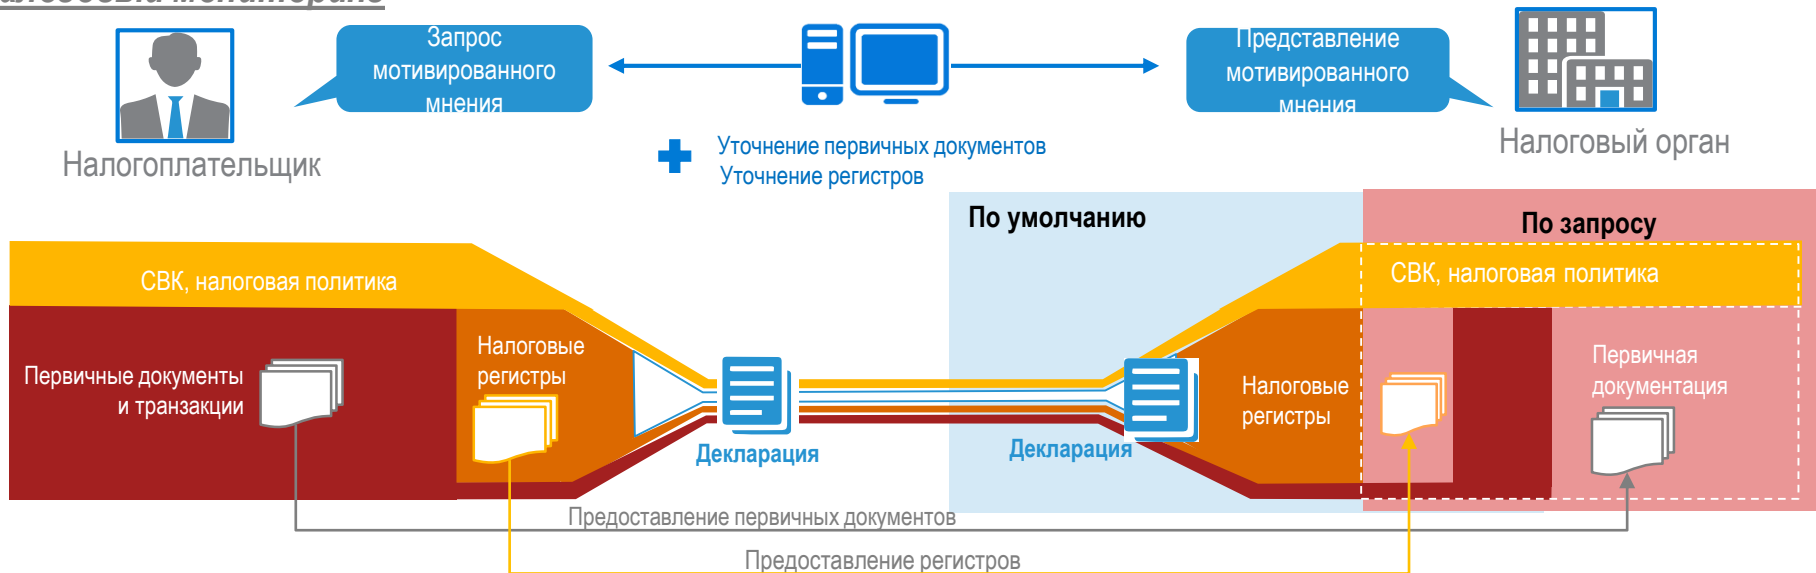 Запрос
мотивированного
мнения
Представление
мотивированного
мнения
Налогоплательщик
Уточнение первичных документов
Уточнение регистров
Налоговый орган
По умолчанию
По запросу
СВК, налоговая политика
СВК, налоговая политика
Первичные документы
и транзакции
Налоговые
регистры
Декларация
Декларация
Налоговые
регистры
Первичная
документация
Предоставление первичных документов
Предоставление регистров